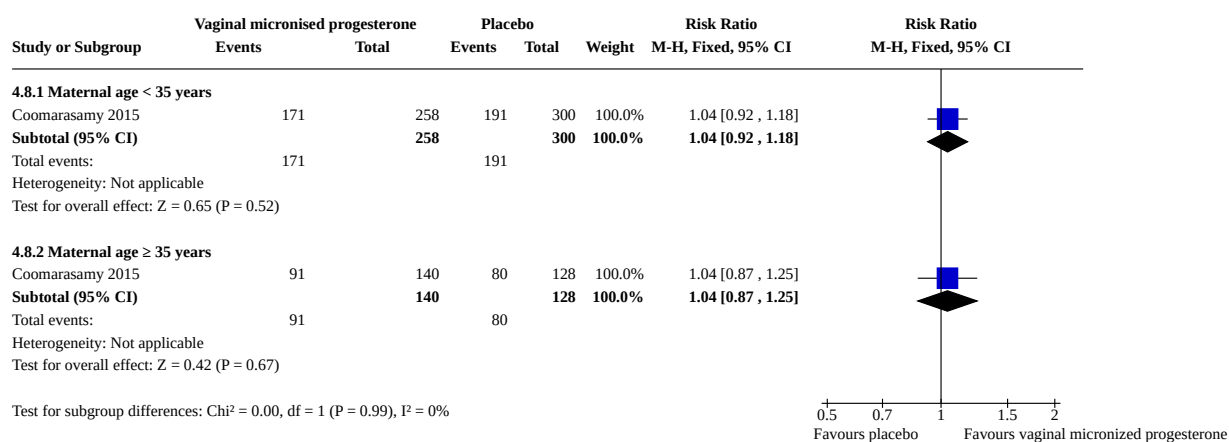 Vaginal micronised progesterone Placebo Risk Ratio Risk Ratio
Study or Subgroup Events Total Events Total Weight M-H, Fixed, 95% CI M-H, Fixed, 95% CI
4.8.1 Maternal age < 35 years
Coomarasamy 2015 171 258 191 300 100.0% 1.04 [0.92 , 1.18]
Subtotal (95% CI) 258 300 100.0% 1.04 [0.92 , 1.18]
Total events: 171 191
Heterogeneity: Not applicable
Test for overall effect: Z = 0.65 (P = 0.52)
4.8.2 Maternal age ≥ 35 years
Coomarasamy 2015 91 140 80 128 100.0% 1.04 [0.87 , 1.25]
Subtotal (95% CI) 140 128 100.0% 1.04 [0.87 , 1.25]
Total events: 91 80
Heterogeneity: Not applicable
Test for overall effect: Z = 0.42 (P = 0.67)
Test for subgroup differences: Chi² = 0.00, df = 1 (P = 0.99), I² = 0%
0.5 0.7 1 1.5 2
Favours placebo Favours vaginal micronized progesterone